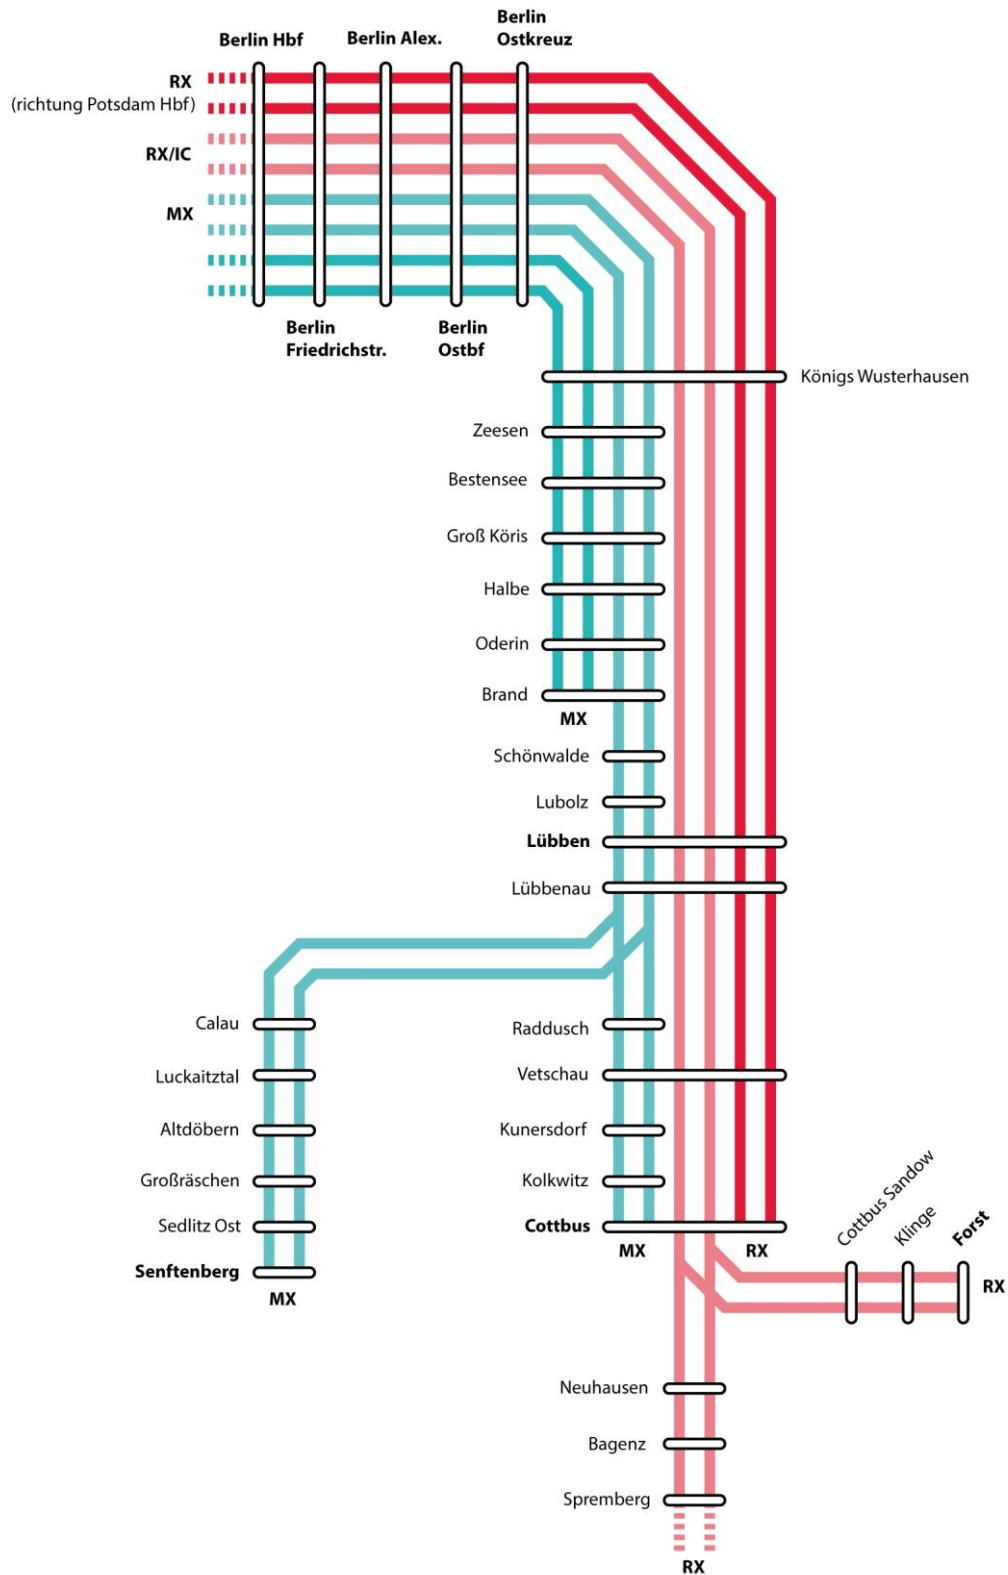 Berlin
Ostkreuz
Berlin Alex.
Berlin Hbf
RX
(richtung Potsdam Hbf)
RX/IC
MX
Berlin
Friedrichstr.
Berlin
Ostbf
Königs Wusterhausen
Zeesen
Bestensee
Groß Köris
Halbe
Oderin
Brand
MX
Schönwalde
Lubolz
Lübben
Lübbenau
Calau
Raddusch
Luckaitztal
Vetschau
Altdöbern
Kunersdorf
Großräschen
Kolkwitz
Sedlitz Ost
Cottbus
Cottbus Sandow
Klinge
Forst
MX
RX
Senftenberg
MX
RX
Neuhausen
Bagenz
Spremberg
RX